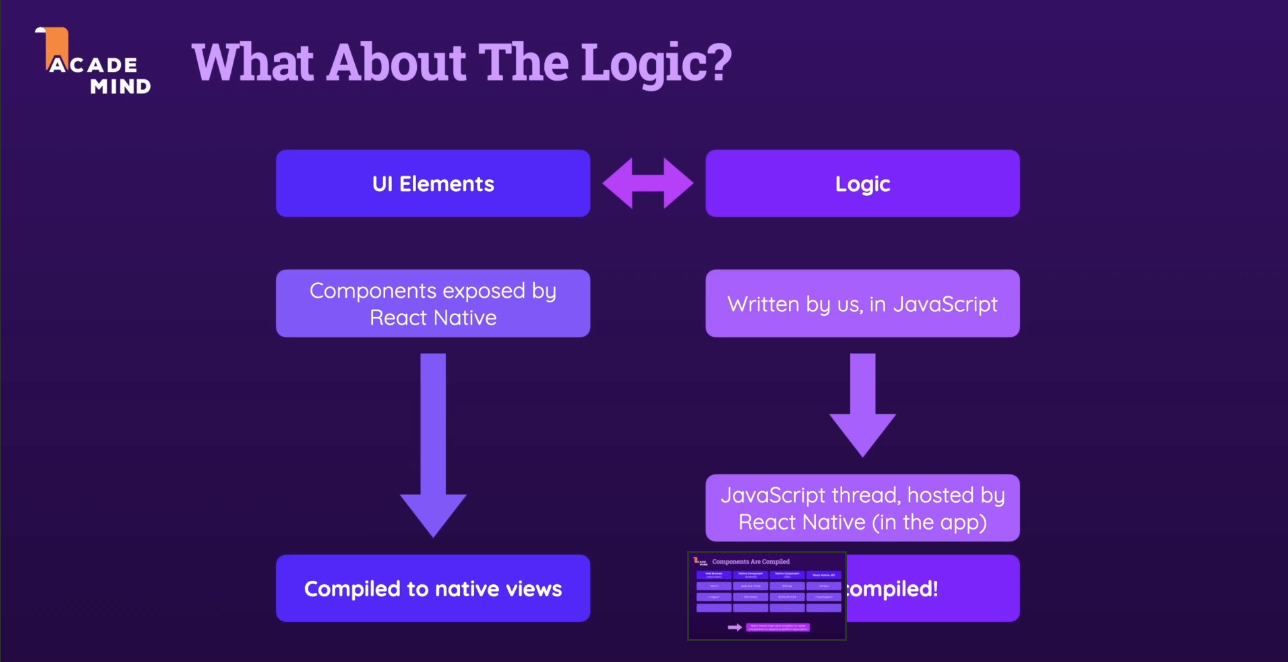 ACADE
MIND
What About The Logic?
UI Elements
Logic
Components exposed by
React Native
Written by us, in JavaScript
JavaScript thread, hosted by
React Native (in the app)
Compiled to native views
compiled!
Components Are Compiled